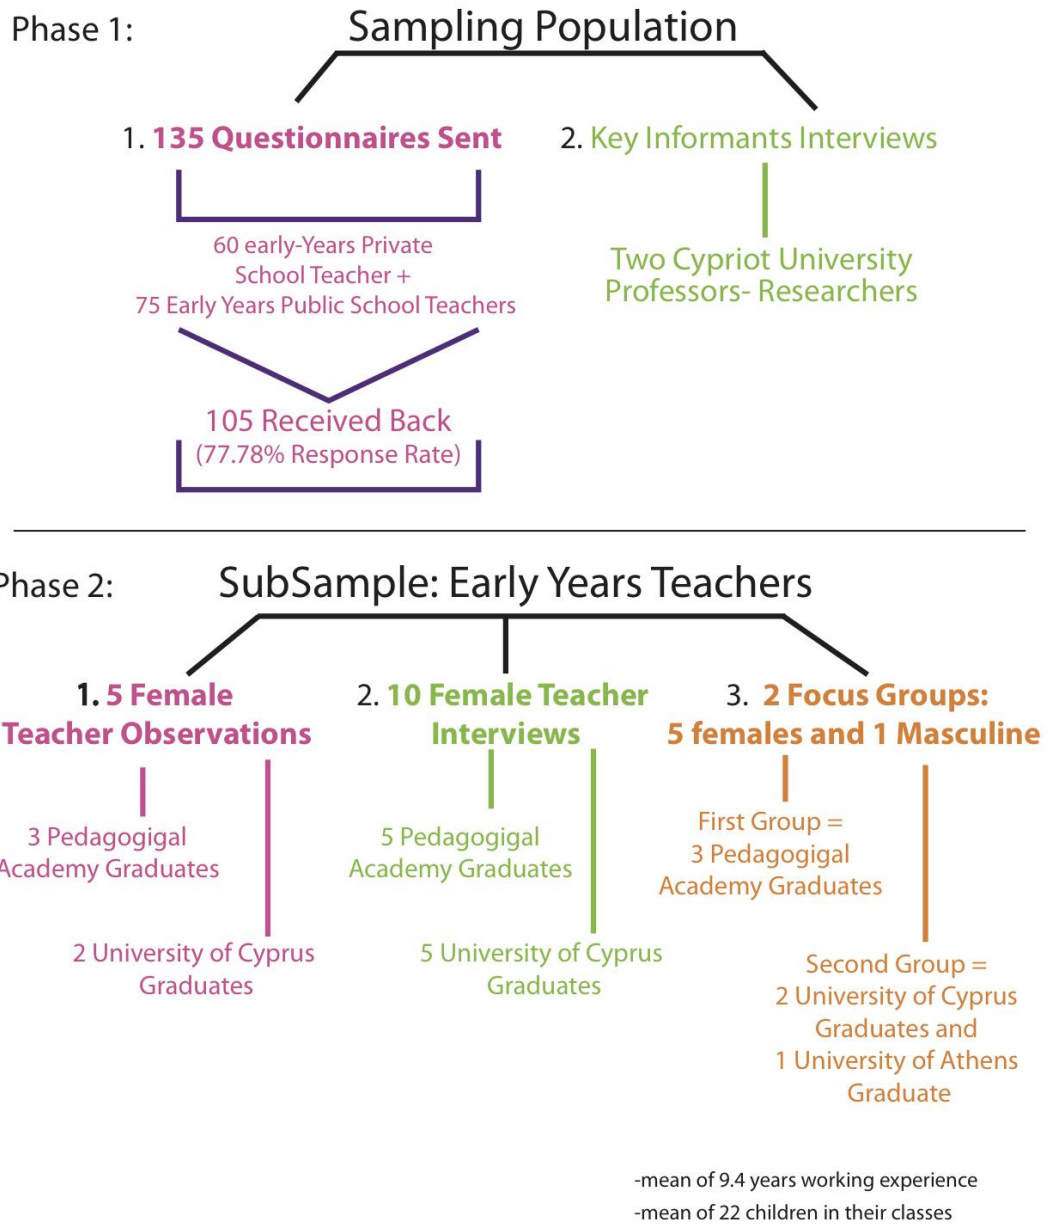 Phase 1:
Sampling Population
1. 135 Questionnaires Sent
60 early-Years Private
School Teacher +
75 Early Years Public School Teachers
105 Received Back
(77.78% Response Rate)
2. Key Informants Interviews
Two Cypriot University
Professors- Researchers
Phase 2:
SubSample: Early Years Teachers
1. 5 Female
Teacher Observations
3 Pedagogigal
Academy Graduates
2 University of Cyprus
Graduates
2. 10 Female Teacher
Interviews
5 Pedagogigal
Academy Graduates
5 University of Cyprus
Graduates
3. 2 Focus Groups:
5 females and 1 Masculine
First Group =
3 Pedagogigal
Academy Graduates
Second Group =
2 University of Cyprus
Graduates and
1 University of Athens
Graduate
-mean of 9.4 years working experience
-mean of 22 children in their classes